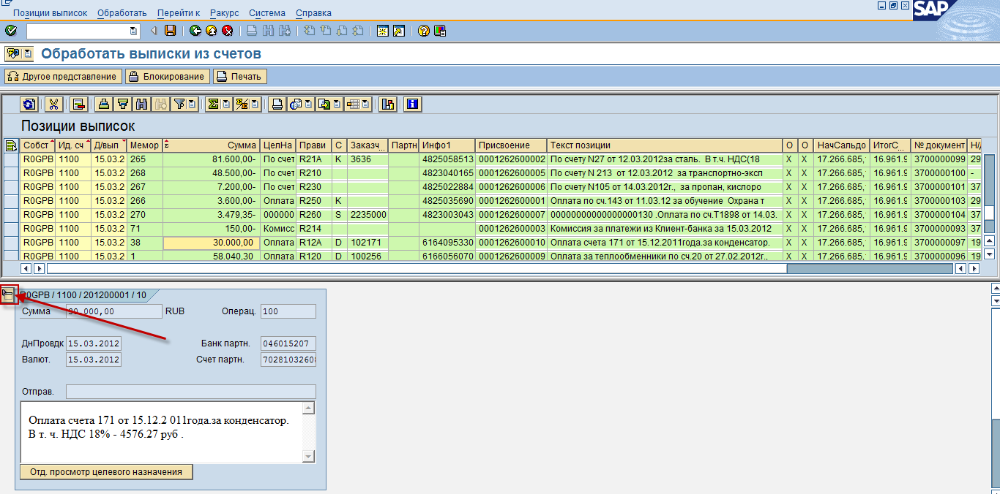 Позиции выписок Обработать Перейти к Ракурс Система Справка
SAP
Обработать выписки из счетов
Другое представление Блокирование Печать
Позиции выписок
Собст Ид. сч Д/вып Мемор Сумма ЦелНа Прави С Заказч... Партн Инфо1 Присвоение Текст позиции О О НачСальдо ИтогС... № документ Н/
R0GPB 1100 15.03.2 265 81.600,00- По счет R21A K 3636 4825058513 0001262600002 По счету N27 от 12.03.2012за сталь. В т.ч. НДС(18 X X 17.266.685, 16.961.9 3700000099 29
R0GPB 1100 15.03.2 268 48.500,00- По счет R210 4823040165 0001262600005 По счету N 213 от 12.03.2012 за транспортно-эксп X X 17.266.685, 16.961.9 3700000100 -
R0GPB 1100 15.03.2 267 7.200,00- По счет R230 4825022884 0001262600006 По счету N105 от 14.03.2012г., за пропан, кислоро X X 17.266.685, 16.961.9 3700000101 37
R0GPB 1100 15.03.2 266 3.600,00- Оплата R250 K 4825035690 0001262600001 Оплата по сч.143 от 11.03.12 за обучение Охрана т X X 17.266.685, 16.961.9 3700000103 29
R0GPB 1100 15.03.2 270 3.479,35- 000000 R260 S 2235000 4823003043 0001262600007 00000000000000000130 .Оплата по сч.Т1898 от 14.03. X X 17.266.685, 16.961.9 3700000104 37
R0GPB 1100 15.03.2 71 150,00- Комисс R214 0001262600003 Комиссия за платежи из Клиент-банка за 15.03.2012 X X 17.266.685, 16.961.9 3700000093 37
R0GPB 1100 15.03.2 38 30.000,00 Оплата R12A D 102171 6164095330 0001262600010 Оплата счета 171 от 15.12.2011года.за конденсатор. X X 17.266.685, 16.961.9 3700000097 19
R0GPB 1100 15.03.2 1 58.040,30 Оплата R120 D 100256 6166056070 0001262600009 Оплата за теплообменники по сч.20 от 27.02.2012г., X X 17.266.685, 16.961.9 3700000096 19
R0GPB / 1100 / 201200001 / 10
Сумма 30.000,00 RUB Операц. 100
ДнПровдк 15.03.2012 Банк партн. 046015207
Валют. 15.03.2012 Счет партн. 7028103260
Отправ.
Оплата счета 171 от 15.12.2 011года.за конденсатор.
В т. ч. НДС 18% - 4576.27 руб .
Отд. просмотр целевого назначения